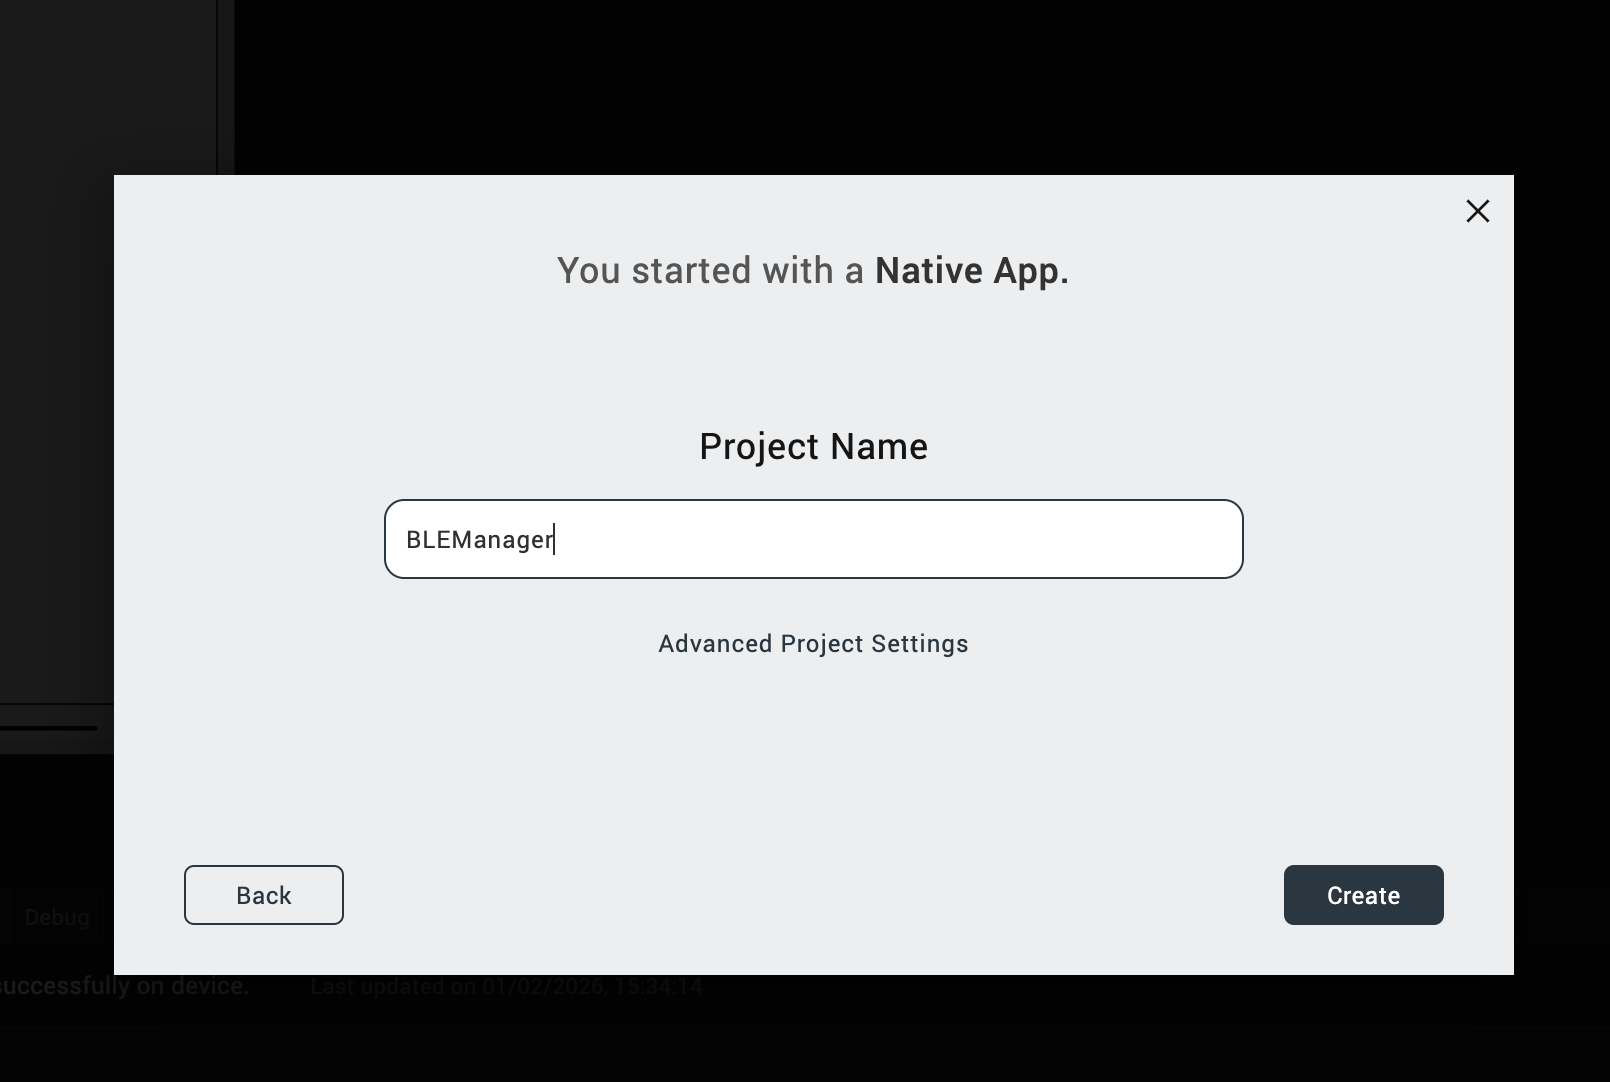 You started with a Native App.
Project Name
BLEManager
Advanced Project Settings
Back
Create
Debug
successfully on device.
Last updated on 01/02/2026, 15:34:14